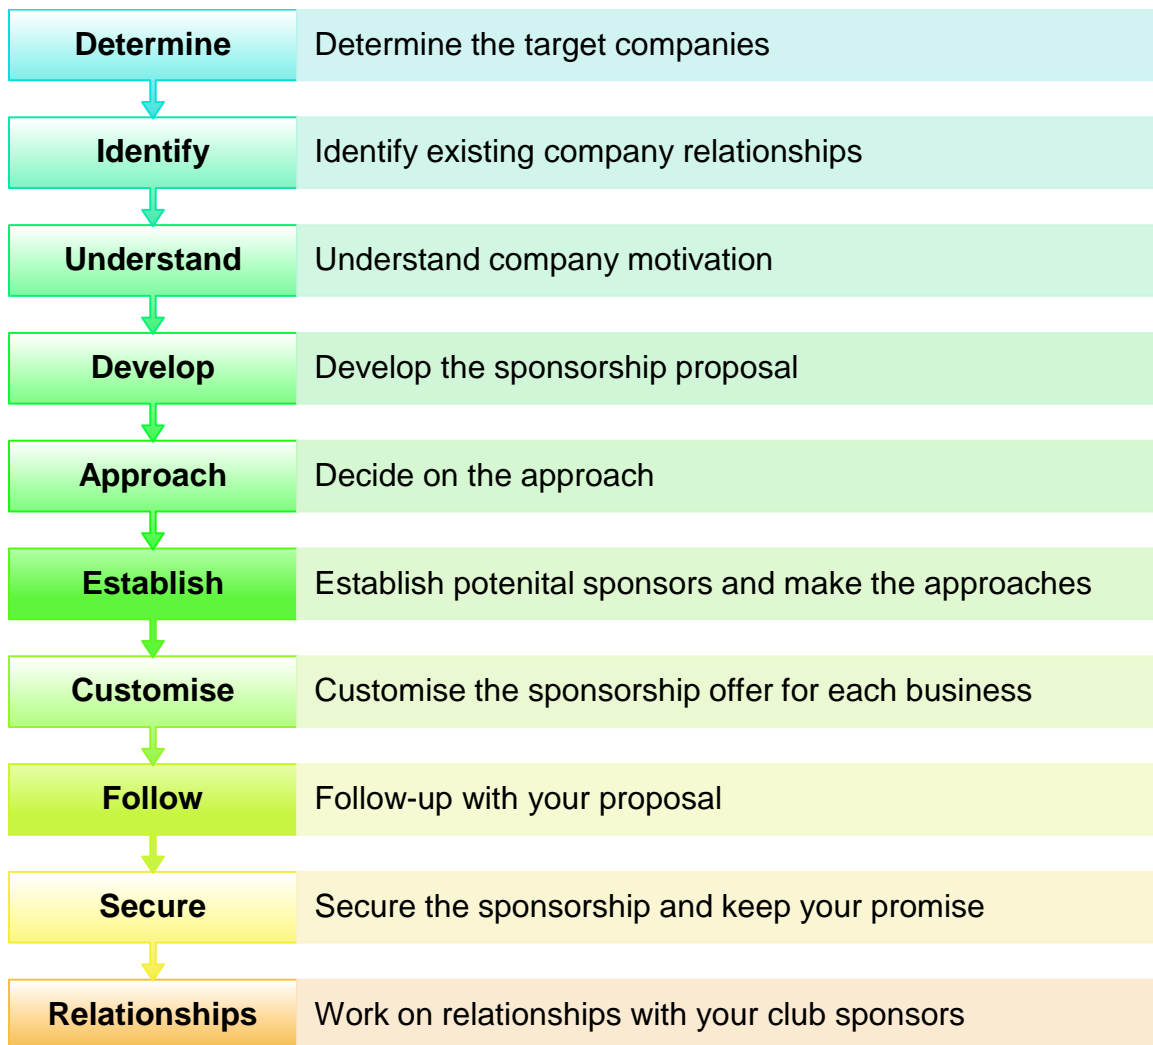 Determine Determine the target companies
Identify Identify existing company relationships
Understand Understand company motivation
Develop Develop the sponsorship proposal
Approach Decide on the approach
Establish Establish potenital sponsors and make the approaches
Customise Customise the sponsorship offer for each business
Follow Follow-up with your proposal
Secure Secure the sponsorship and keep your promise
Relationships Work on relationships with your club sponsors